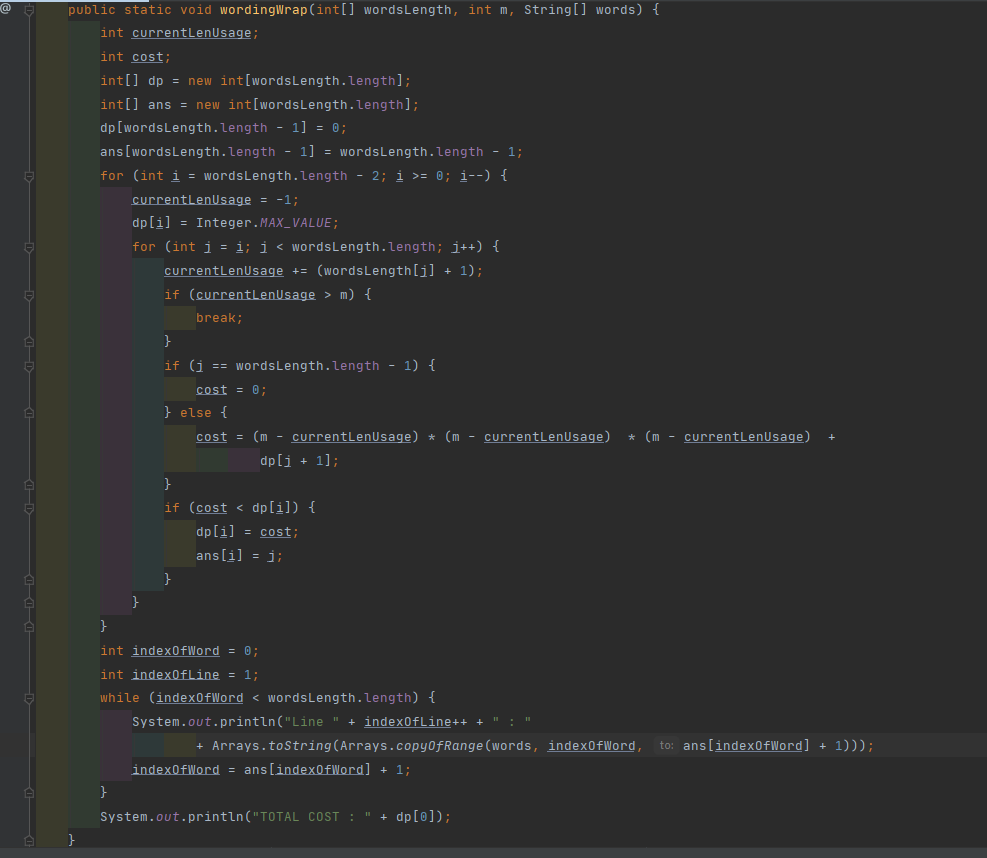 @
public static void wordingWrap(int[] wordsLength, int m, String[] words) {
int currentLenUsage;
int cost;
int[] dp = new int[wordsLength.length];
int[] ans = new int[wordsLength.length];
dp[wordsLength.length - 1] = 0;
ans[wordsLength.length - 1] = wordsLength.length - 1;
for (int i = wordsLength.length - 2; i >= 0; i--) {
currentLenUsage = -1;
dp[i] = Integer.MAX_VALUE;
for (int j = i; j < wordsLength.length; j++) {
currentLenUsage += (wordsLength[j] + 1);
if (currentLenUsage > m) {
break;
}
if (j == wordsLength.length - 1) {
cost = 0;
} else {
cost = (m - currentLenUsage) * (m - currentLenUsage)  * (m - currentLenUsage)  +
dp[j + 1];
}
if (cost < dp[i]) {
dp[i] = cost;
ans[i] = j;
}
}
}
int indexOfWord = 0;
int indexOfLine = 1;
while (indexOfWord < wordsLength.length) {
System.out.println("Line " + indexOfLine++ + " : "
+ Arrays.toString(Arrays.copyOfRange(words, indexOfWord, to: ans[indexOfWord] + 1)));
indexOfWord = ans[indexOfWord] + 1;
}
System.out.println("TOTAL COST : " + dp[0]);
}